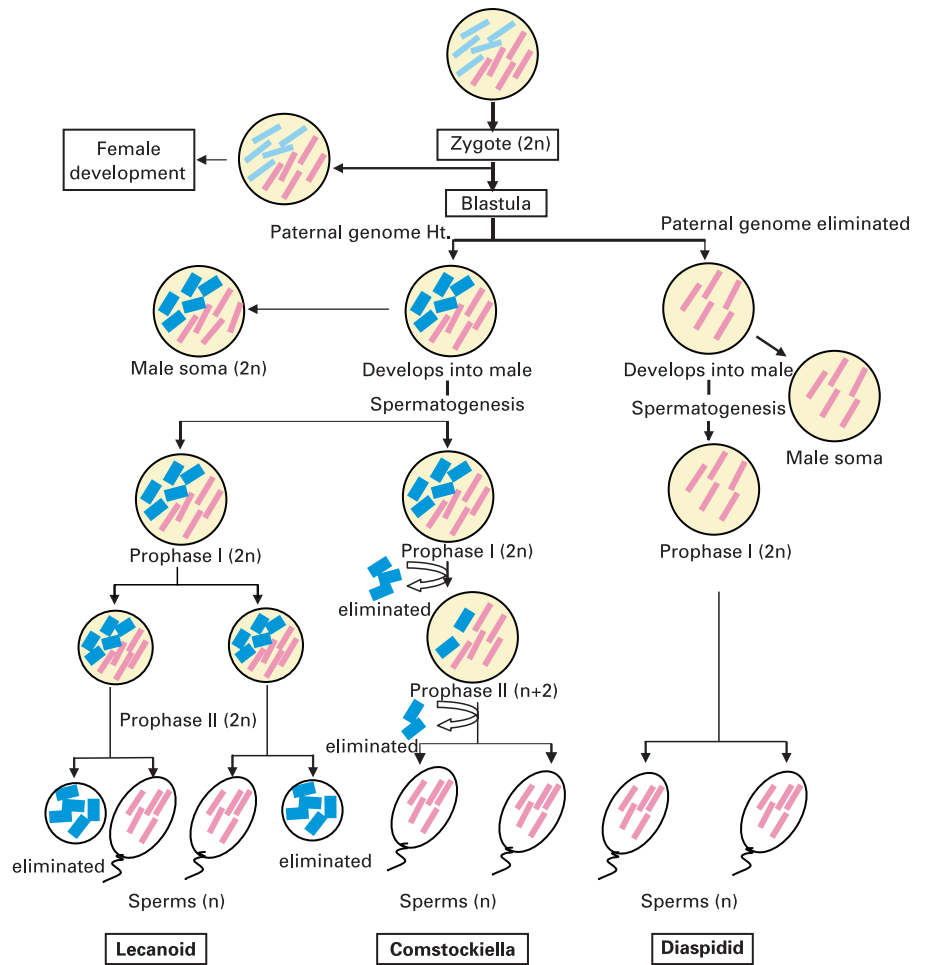 Zygote (2n)
Female
development
Blastula
Paternal genome Ht.
Paternal genome eliminated
Male soma (2n)
Develops into male
Develops into male
Spermatogenesis
Spermatogenesis
Male soma
Prophase I (2n)
Prophase I (2n)
Prophase I (2n)
eliminated
Prophase II (n+2)
Prophase II (2n)
eliminated
eliminated
eliminated
Sperms (n)
Sperms (n)
Sperms (n)
Lecanoid
Comstockiella
Diaspidid